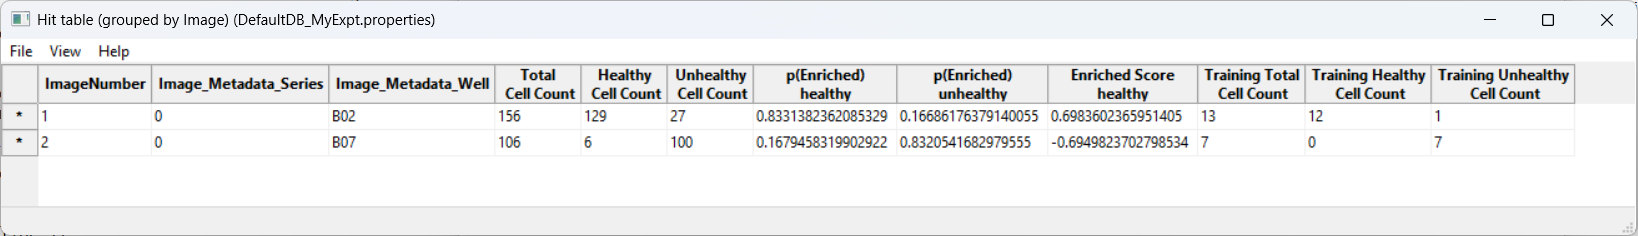 Hit table (grouped by Image) (DefaultDB_MyExpt.properties)
File View Help
ImageNumber Image_Metadata_Series Image_Metadata_Well Total Cell Count Healthy Cell Count Unhealthy Cell Count p(Enriched) healthy p(Enriched) unhealthy Enriched Score healthy Training Total Cell Count Training Healthy Cell Count Training Unhealthy Cell Count
* 1 0 B02 156 129 27 0.8331382362085329 0.16686176379140055 0.6983602365951405 13 12 1
* 2 0 B07 106 6 100 0.1679458319902922 0.8320541682979555 -0.6949823702798534 7 0 7